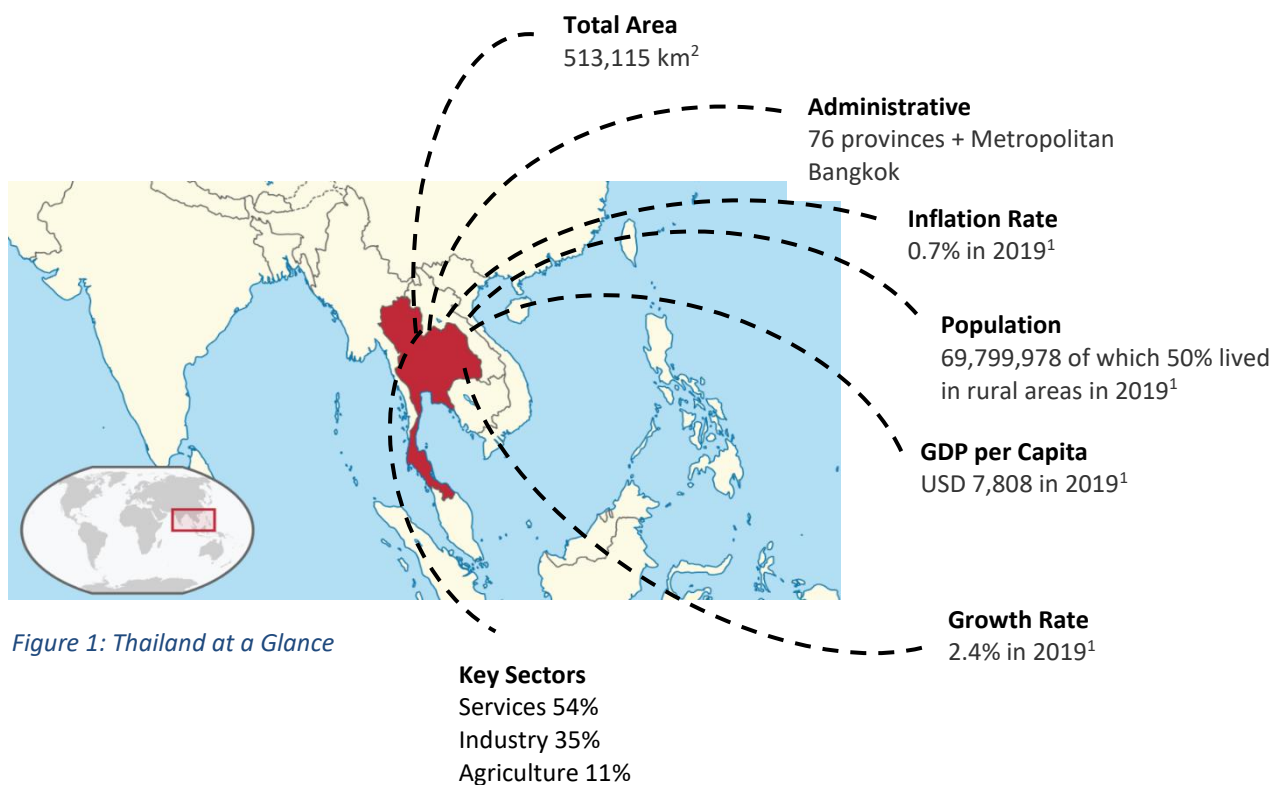 Total Area
513,115 km²
Administrative
76 provinces + Metropolitan
Bangkok
Inflation Rate
0.7% in 2019¹
Population
69,799,978 of which 50% lived
in rural areas in 2019¹
GDP per Capita
USD 7,808 in 2019¹
Growth Rate
2.4% in 2019¹
Figure 1: Thailand at a Glance
Key Sectors
Services 54%
Industry 35%
Agriculture 11%